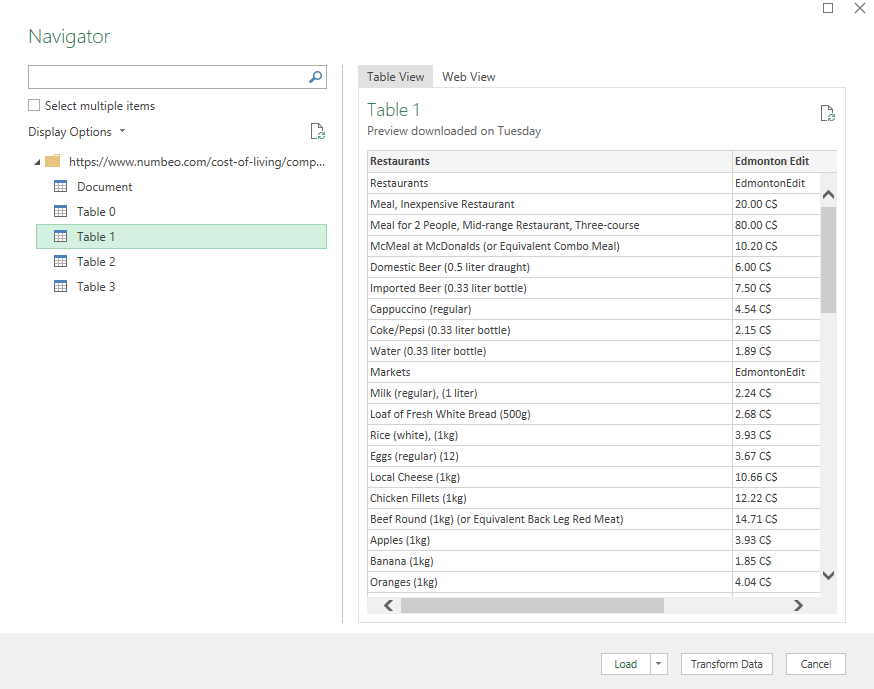 Navigator
Select multiple items
Display Options
https://www.numbeo.com/cost-of-living/comp...
Document
Table 0
Table 1
Table 2
Table 3
Table View Web View
Table 1
Preview downloaded on Tuesday
Restaurants Edmonton Edit
Restaurants EdmontonEdit
Meal, Inexpensive Restaurant 20.00 C$
Meal for 2 People, Mid-range Restaurant, Three-course 80.00 C$
McMeal at McDonalds (or Equivalent Combo Meal) 10.20 C$
Domestic Beer (0.5 liter draught) 6.00 C$
Imported Beer (0.33 liter bottle) 7.50 C$
Cappuccino (regular) 4.54 C$
Coke/Pepsi (0.33 liter bottle) 2.15 C$
Water (0.33 liter bottle) 1.89 C$
Markets EdmontonEdit
Milk (regular), (1 liter) 2.24 C$
Loaf of Fresh White Bread (500g) 2.68 C$
Rice (white), (1kg) 3.93 C$
Eggs (regular) (12) 3.67 C$
Local Cheese (1kg) 10.66 C$
Chicken Fillets (1kg) 12.22 C$
Beef Round (1kg) (or Equivalent Back Leg Red Meat) 14.71 C$
Apples (1kg) 3.93 C$
Banana (1kg) 1.85 C$
Oranges (1kg) 4.04 C$
Load Transform Data Cancel